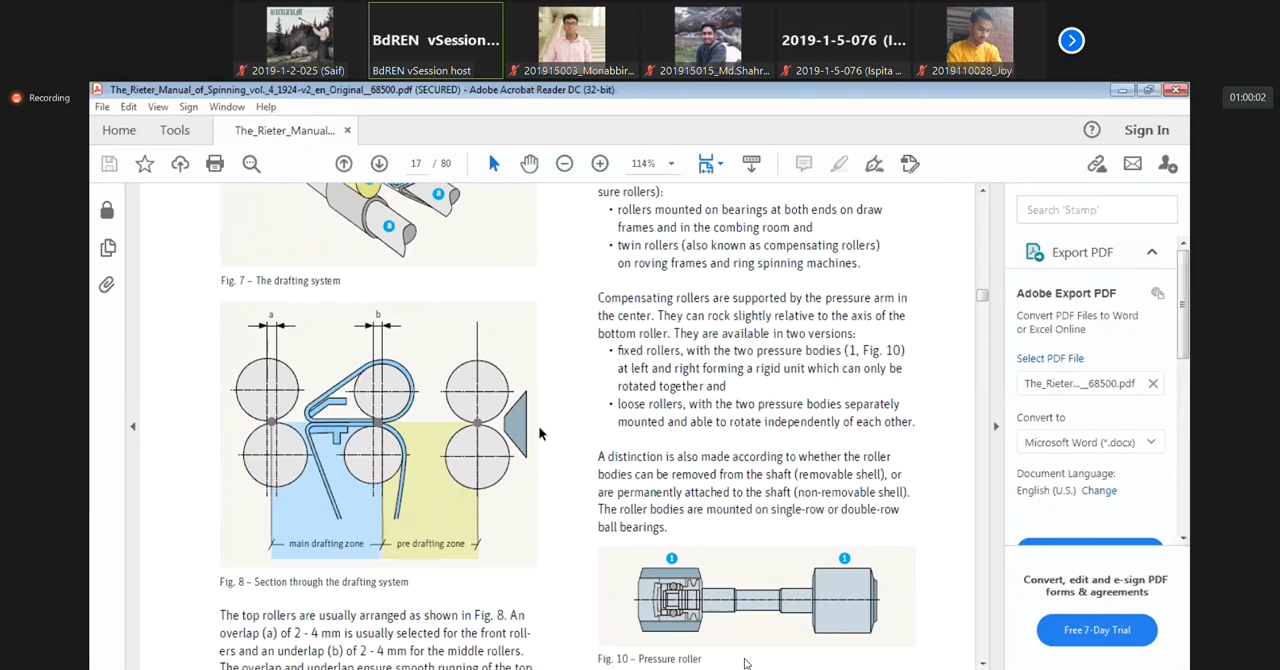 BdREN vSession...
2019-1-5-076 (I...
2019-1-2-025 (Saif)
BdREN vSession host
201915003_Monabbir...
201915015_Md.Shahr...
2019-1-5-076 (Ispita ...
2019110028_Joy
Recording
01:00:02
The_Rieter_Manual_of_Spinning_vol._4_1924-v2_en_Original__68500.pdf (SECURED) - Adobe Acrobat Reader DC (32-bit)
File Edit View Sign Window Help
Home Tools The_Rieter_Manual... × Sign In
17 / 80 114%
a
a
Fig. 7 – The drafting system
a b
main drafting zone pre drafting zone
Fig. 8 – Section through the drafting system
The top rollers are usually arranged as shown in Fig. 8. An
overlap (a) of 2 - 4 mm is usually selected for the front roll-
ers and an underlap (b) of 2 - 4 mm for the middle rollers.
The overlap and underlap ensure smooth running of the top
sure rollers):
• rollers mounted on bearings at both ends on draw
frames and in the combing room and
• twin rollers (also known as compensating rollers)
on roving frames and ring spinning machines.
Compensating rollers are supported by the pressure arm in
the center. They can rock slightly relative to the axis of the
bottom roller. They are available in two versions:
• fixed rollers, with the two pressure bodies (1, Fig. 10)
at left and right forming a rigid unit which can only be
rotated together and
• loose rollers, with the two pressure bodies separately
mounted and able to rotate independently of each other.
A distinction is also made according to whether the roller
bodies can be removed from the shaft (removable shell), or
are permanently attached to the shaft (non-removable shell).
The roller bodies are mounted on single-row or double-row
ball bearings.
1 1
Fig. 10 – Pressure roller
Search 'Stamp'
Export PDF
Adobe Export PDF
Convert PDF Files to Word
or Excel Online
Select PDF File
The_Rieter..._68500.pdf ×
Convert to
Microsoft Word (*.docx)
Document Language:
English (U.S.) Change
Convert, edit and e-sign PDF
forms & agreements
Free 7-Day Trial